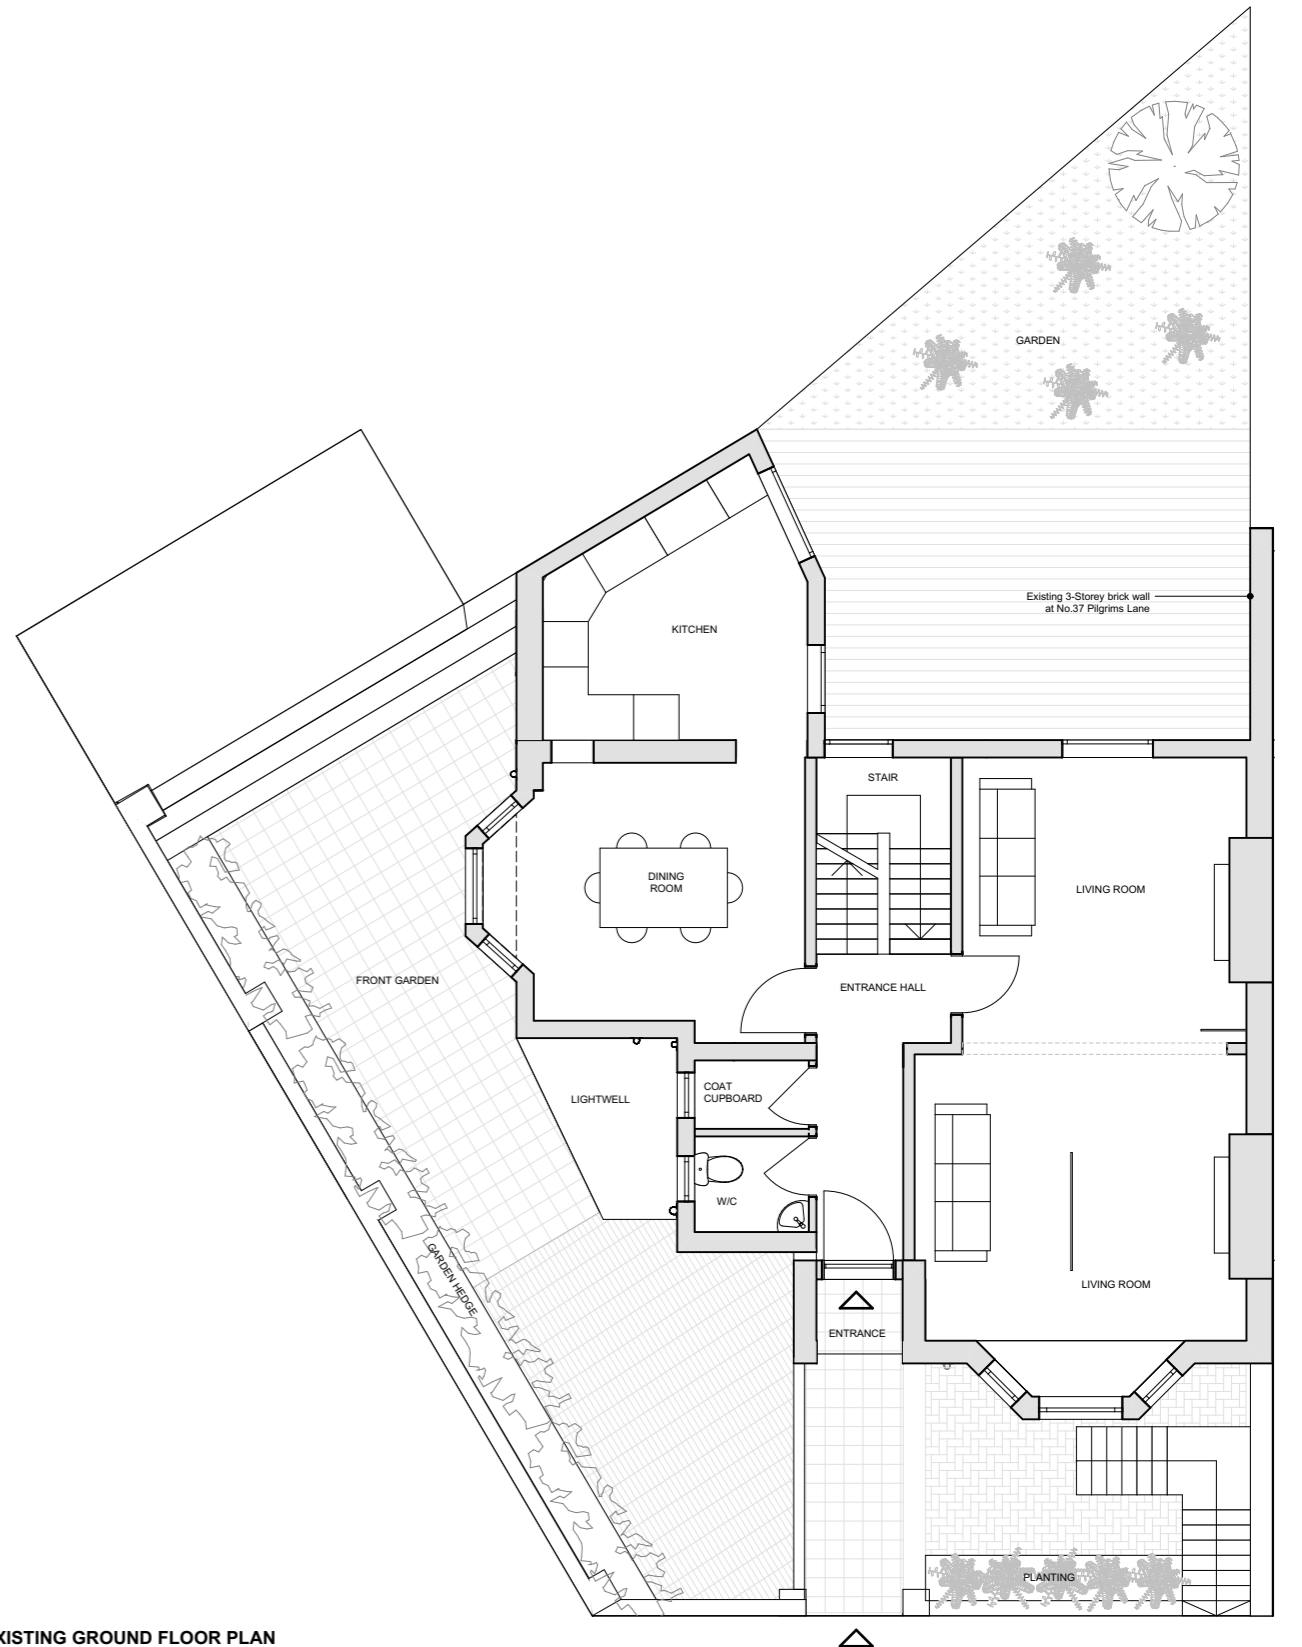 GARDEN
Existing 3-Storey brick wall
at No.37 Pilgrims Lane
KITCHEN
STAIR
DINING
ROOM
LIVING ROOM
FRONT GARDEN
ENTRANCE HALL
LIGHTWELL
COAT
CUPBOARD
W/C
GARDEN HEDGE
LIVING ROOM
ENTRANCE
PLANTING
XISTING GROUND FLOOR PLAN